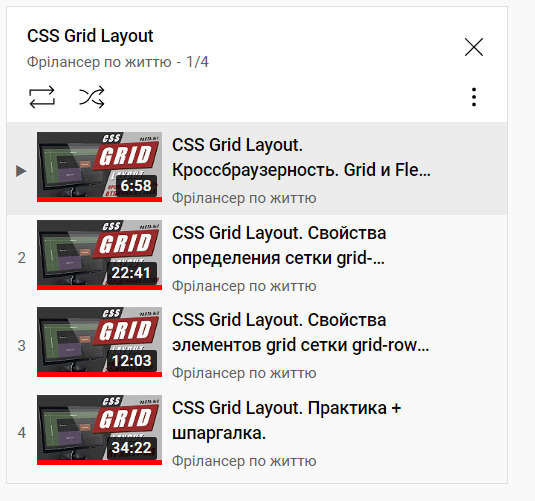 CSS Grid Layout
Фрілансер по життю - 1/4
CSS
GRID
6:58
CSS Grid Layout.
Кроссбраузерность. Grid и Fle…
Фрілансер по життю
2
CSS
GRID
22:41
CSS Grid Layout. Свойства
определения сетки grid-…
Фрілансер по життю
3
CSS
GRID
12:03
CSS Grid Layout. Свойства
элементов grid сетки grid-row…
Фрілансер по життю
4
CSS
GRID
34:22
CSS Grid Layout. Практика +
шпаргалка.
Фрілансер по життю